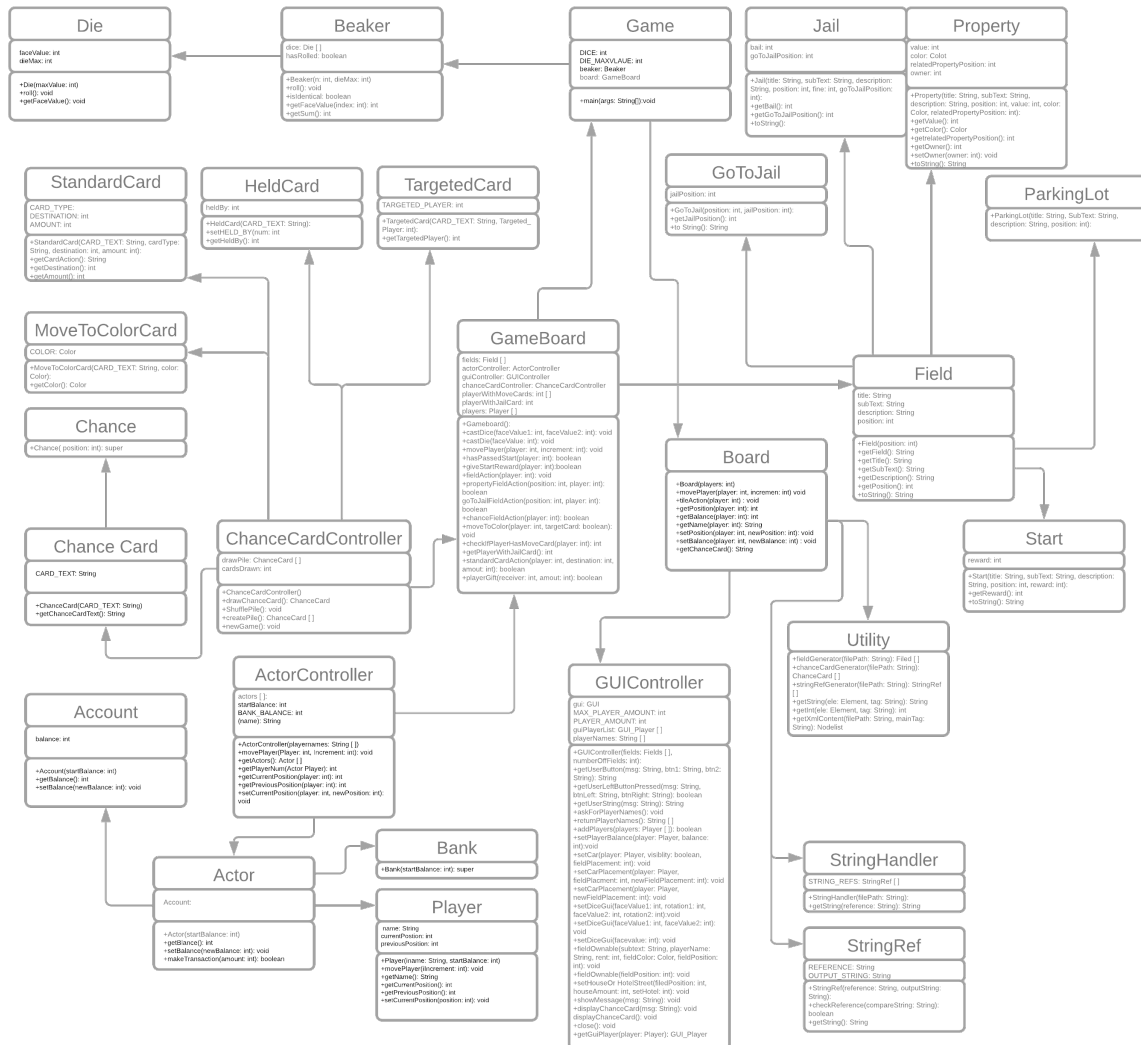 Die
faceValue: int
dieMax: int
+Die(maxValue: int)
+roll(): void
+getFaceValue(); void
Beaker
dice: Die [ ]
hasRolled: boolean
+Beaker(n: int, dieMax: int)
+roll(): void
+isIdentical: boolean
+getFaceValue(index: int): int
+getSum(): int
Game
DICE: int
DIE_MAXVLAUE: int
beaker: Beaker
board: GameBoard
+main(args: String[]):void
Jail
bail: int
goToJailPosition: int
+Jail(title: String, subText: String, description:
String, position: int, fine: int, goToJailPosition:
int):
+getBail(): int
+getGoToJailPosition(): int
+toString():
Property
value: int
color: Colot
relatedPropertyPosition: int
owner: int
+Property(title: String, subText: String,
description: String, position: int, value: int, color:
Color, relatedPropertyPosition: int):
+getValue(): int
+getColor(): Color
+getrelatedPropertyPosition(): int
+getOwner(): int
+setOwner(owner: int): void
+toString(): String
StandardCard
CARD_TYPE:
DESTINATION: int
AMOUNT: int
+StandardCard(CARD_TEXT: String, cardType:
String, destination: int, amount: int):
+getCardAction(): String
+getDestination(): int
+getAmount(): int
HeldCard
heldBy: int
+HeldCard(CARD_TEXT: String):
+setHELD_BY(num: int
+getHeldBy(): int
TargetedCard
TARGETED_PLAYER: int
+TargetedCard(CARD_TEXT: String, Targeted_
Player: int):
+getTargetedPlayer(): int
GoToJail
jailPosition: int
+GoToJail(position: int, jailPosition: int):
+getJailPosition(): int
+to String(): String
ParkingLot
+ParkingLot(title: String, SubText: String,
description: String, position: int):
MoveToColorCard
COLOR: Color
+MoveToColorCard(CARD_TEXT: String, color:
Color):
+getColor(): Color
GameBoard
fields: Field [ ]
actorController: ActorController
guiController: GUIController
chanceCardController: ChanceCardController
playerWithMoveCards: int [ ]
playerWithJailCard: int
players: Player [ ]
+Gameboard():
+castDice(faceValue1: int, faceValue2: int): void
+castDie(faceValue: int): void
+movePlayer(player: int, increment: int): void
+hasPassedStart(player: int): boolean
+giveStartReward(player: int):boolean
+fieldAction(player: int): void
+propertyFieldAction(position: int, player: int):
boolean
goToJailFieldAction(position: int, player: int):
boolean
+chanceFieldAction(player: int): boolean
+moveToColor(player: int, targetCard: boolean):
void
+checkIfPlayerHasMoveCard(player: int): int
+getPlayerWithJailCard(): int
+standardCardAction(player: int, destination: int,
amout: int): boolean
+playerGift(receiver: int, amout: int): boolean
Field
title: String
subText: String
description: String
position: int
+Field(position: int)
+getField(): String
+getTitle(): String
+getSubText(): String
+getDescription(): String
+getPosition(): int
+toString(): String
Chance
+Chance( position: int): super
Board
+Board(players: int)
+movePlayer(player: int, incremen: int) void
+tileAction(player: int) : void
+getPosition(player: int): int
+getBalance(player: int): int
+getName(player: int): String
+setPosition(player: int, newPosition: int): void
+setBalance(player: int, newBalance: int) : void
+getChanceCard(): String
Chance Card
CARD_TEXT: String
+ChanceCard(CARD_TEXT: String)
+getChanceCardText(): String
ChanceCardController
drawPile: ChanceCard [ ]
cardsDrawn: int
+ChanceCardController()
+drawChanceCard(): ChanceCard
+ShufflePile(): void
+createPile(): ChanceCard [ ]
+newGame(): void
Start
reward: int
+Start(title: String, subText: String, description:
String, position: int, reward: int):
+getReward(): int
+toString(): String
Utility
+fieldGenerator(filePath: String): Filed [ ]
+chanceCardGenerator(filePath: String):
ChanceCard [ ]
+stringRefGenerator(filePath: String): StringRef
[ ]
+getString(ele: Element, tag: String): String
+getInt(ele: Element, tag: String): int
+getXmlContent(filePath: String, mainTag:
String): Nodelist
ActorController
actors [ ]:
startBalance: int
BANK_BALANCE: int
(name): String
+ActorController(playernames: String [ ])
+movePlayer(Player: int, Increment: int): void
+getActors(): Actor [ ]
+getPlayerNum(Actor Player): int
+getCurrentPosition(player: int): int
+getPreviousPosition(player: int): int
+setCurrentPosition(player: int, newPosition: int):
void
GUIController
gui: GUI
MAX_PLAYER_AMOUNT: int
PLAYER_AMOUNT: int
guiPlayerList: GUI_Player [ ]
playerNames: String [ ]
+GUIController(fields: Fields [ ],
numberOfFields: int):
+getUserButton(msg: String, btn1: String, btn2:
String): String
+getUserLeftButtonPressed(msg: String,
btnLeft: String, btnRight: String): boolean
+getUserString(msg: String): String
+askForPlayerNames(): void
+returnPlayerNames(): String [ ]
+addPlayers(players: Player [ ]): boolean
+setPlayerBalance(player: Player, balance:
int):void
+setCar(player: Player, visiblity: boolean,
fieldPlacement: int): void
+setCarPlacement(player: Player,
fieldPlacment: int, newFieldPlacement: int): void
+setCarPlacement(player: Player,
newFieldPlacement: int): void
+setDiceGui(faceValue1: int, rotation1: int,
faceValue2: int, rotation2: int):void
+setDiceGui(faceValue1: int, faceValue2: int):
void
+setDiceGui(facevalue: int): void
+fieldOwnable(subtext: String, playerName:
String, rent: int, fieldColor: Color, fieldPosition:
int): void
+fieldOwnable(fieldPosition: int): void
+setHouseOr HotelStreet(filedPosition: int,
houseAmount: int, setHotel: int): void
+showMessage(msg: String): void
+displayChanceCard(msg: String): void
displayChanceCard(): void
+close(): void
+getGuiPlayer(player: Player); GUI_Player
Account
balance: int
+Account(startBalance: int)
+getBalance(): int
+setBalance(newBalance: int): void
Actor
Account:
+Actor(startBalance: int)
+getBlance(): int
+setBalance(newBalance: int): void
+makeTransaction(amount: int): boolean
Bank
+Bank(startBalance: int): super
Player
name: String
currentPosition: int
previousPosition: int
+Player(iname: String, startBalance: int)
+movePlayer(iIncrement: int): void
+getName(): String
+getCurrentPosition(): int
+getPreviousPosition(): int
+setCurrentPosition(position: int): void
StringHandler
STRING_REFS: StringRef [ ]
+StringHandler(filePath: String):
+getString(reference: String): String
StringRef
REFERENCE: String
OUTPUT_STRING: String
+StringRef(reference: String, outputString:
String):
+checkReference(compareString: String):
boolean
+getString(): String